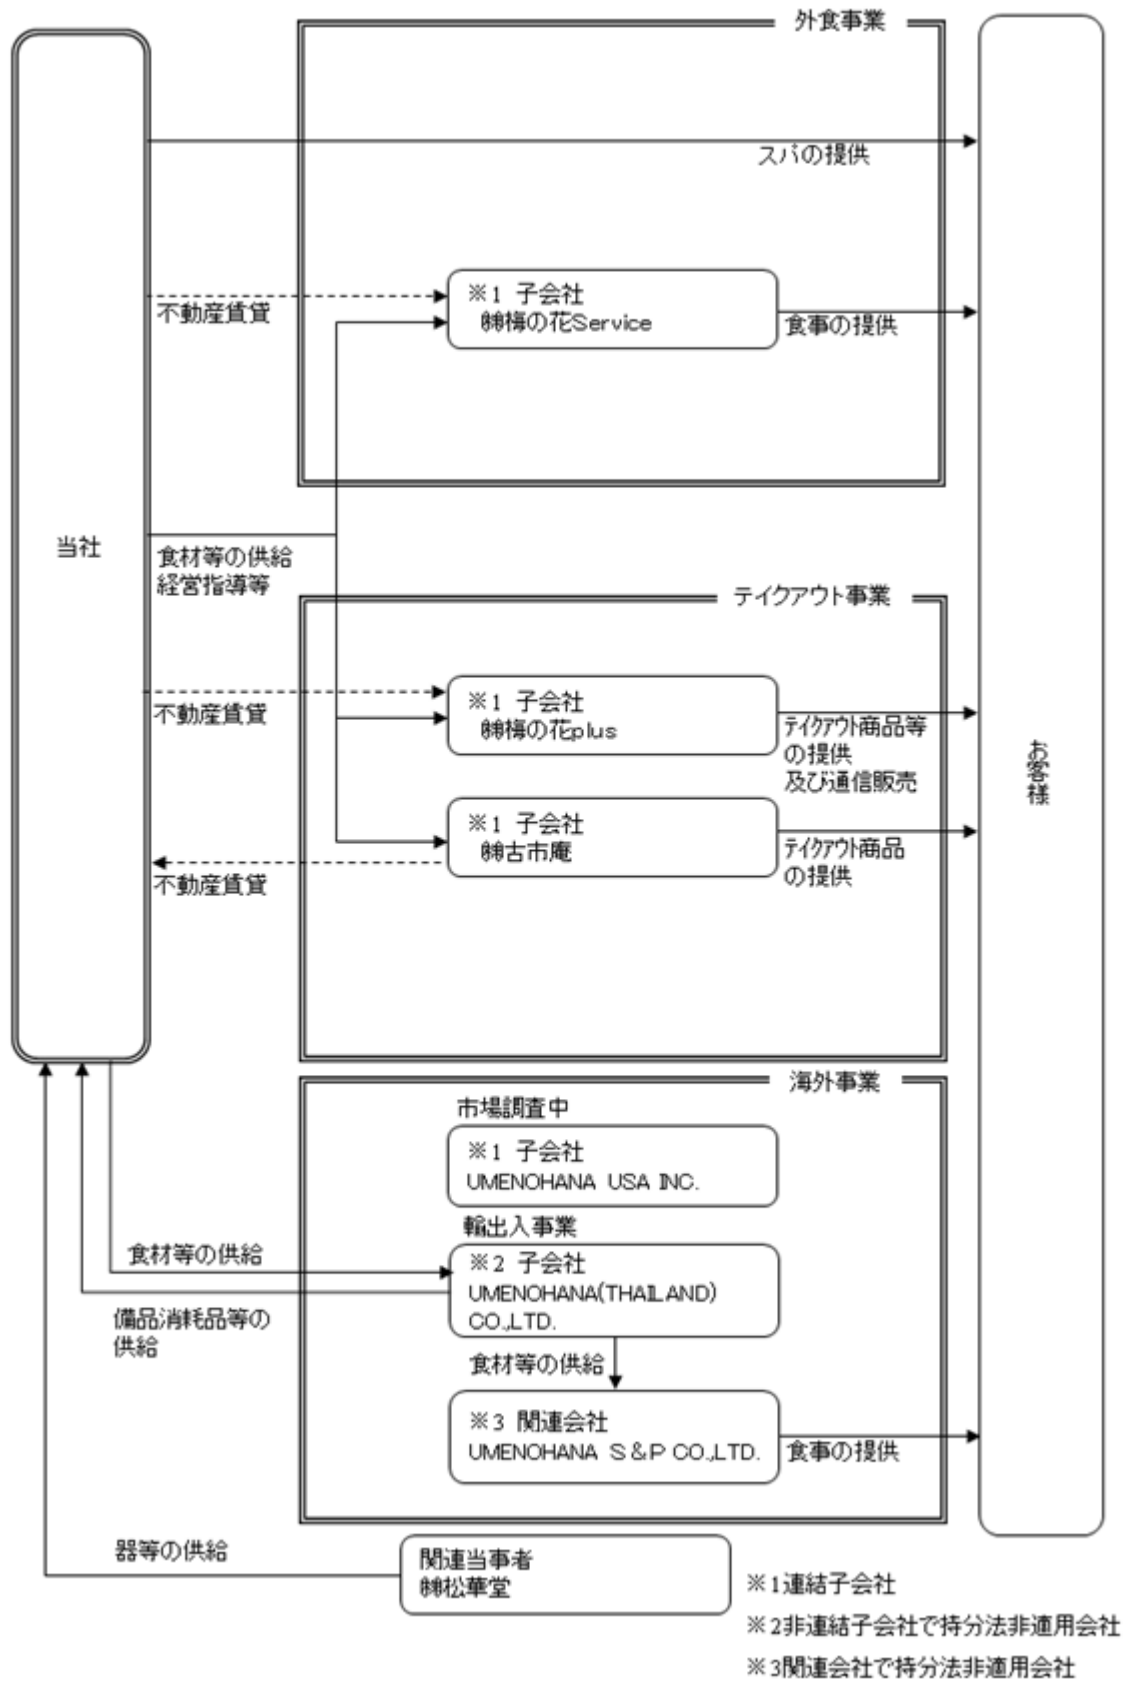 外食事業
スパの提供
不動産賃貸
※1 子会社
㈱梅の花Service
食事の提供
当社
食材等の供給
経営指導等
テイクアウト事業
不動産賃貸
※1 子会社
㈱梅の花plus
ﾃｲｸｱｳﾄ商品等
の提供
及び通信販売
お客様
※1 子会社
㈱古市庵
ﾃｲｸｱｳﾄ商品
の提供
不動産賃貸
海外事業
市場調査中
※1 子会社
UMENOHANA USA INC.
輸出入事業
食材等の供給
※2 子会社
UMENOHANA(THAILAND)
CO.,LTD.
備品消耗品等の
供給
食材等の供給
※3 関連会社
UMENOHANA S&P CO.,LTD.
食事の提供
器等の供給
関連当事者
㈱松華堂
※1連結子会社
※2非連結子会社で持分法非適用会社
※3関連会社で持分法非適用会社